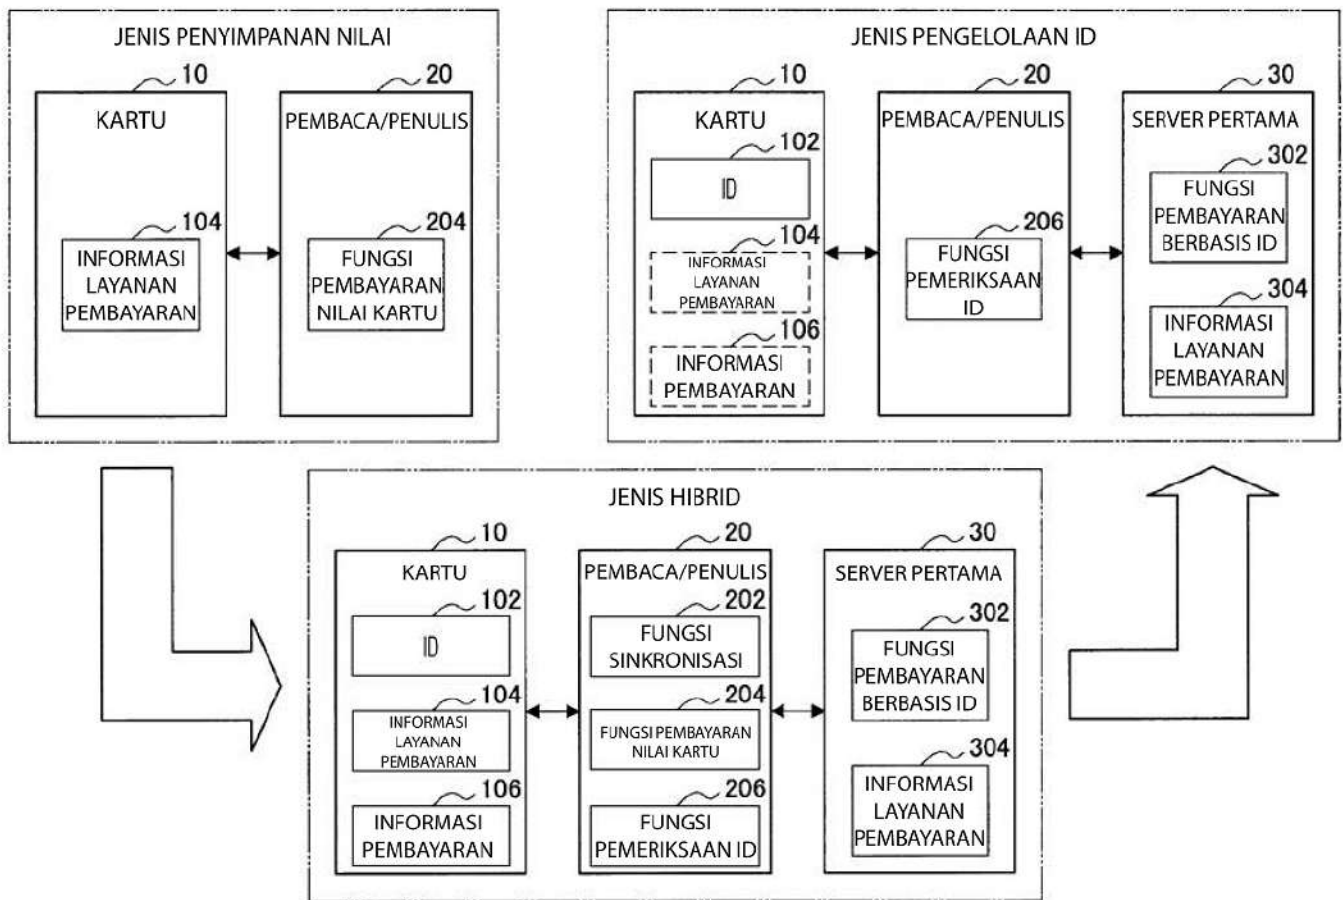 JENIS PENYIMPANAN NILAI
10
KARTU
104
INFORMASI
LAYANAN
PEMBAYARAN
20
PEMBACA/PENULIS
204
FUNGSI
PEMBAYARAN
NILAI KARTU
JENIS PENGELOLAAN ID
10
KARTU
102
ID
104
INFORMASI
LAYANAN
PEMBAYARAN
106
INFORMASI
PEMBAYARAN
20
PEMBACA/PENULIS
206
FUNGSI
PEMERIKSAAN
ID
30
SERVER PERTAMA
302
FUNGSI
PEMBAYARAN
BERBASIS ID
304
INFORMASI
LAYANAN
PEMBAYARAN
JENIS HIBRID
10
KARTU
102
ID
104
INFORMASI
LAYANAN
PEMBAYARAN
106
INFORMASI
PEMBAYARAN
20
PEMBACA/PENULIS
202
FUNGSI
SINKRONISASI
204
FUNGSI PEMBAYARAN
NILAI KARTU
206
FUNGSI
PEMERIKSAAN ID
30
SERVER PERTAMA
302
FUNGSI
PEMBAYARAN
BERBASIS ID
304
INFORMASI
LAYANAN
PEMBAYARAN